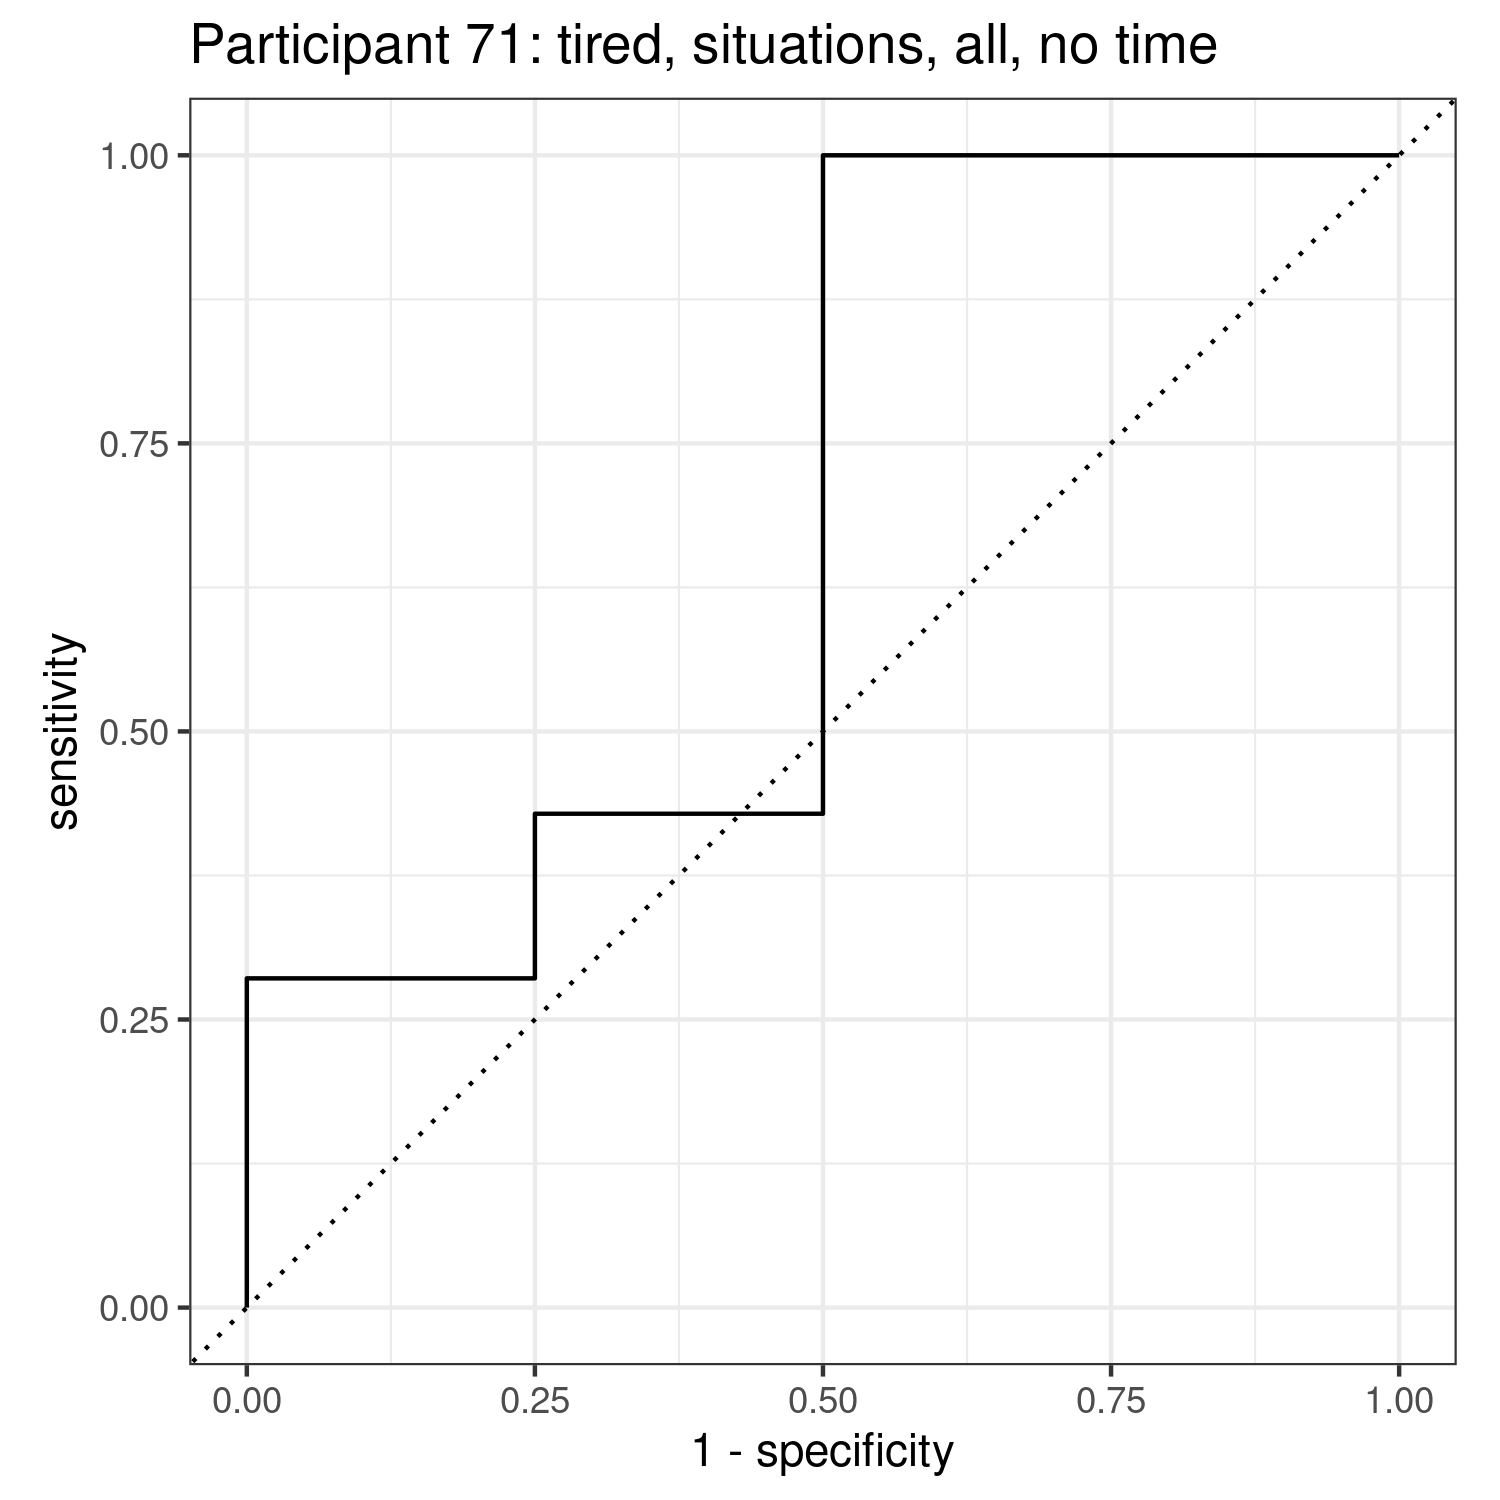 Participant 71: tired, situations, all, no time
1.00
0.75
0.50
0.25
0.00
sensitivity
0.00 0.25 0.50 0.75 1.00
1 - specificity